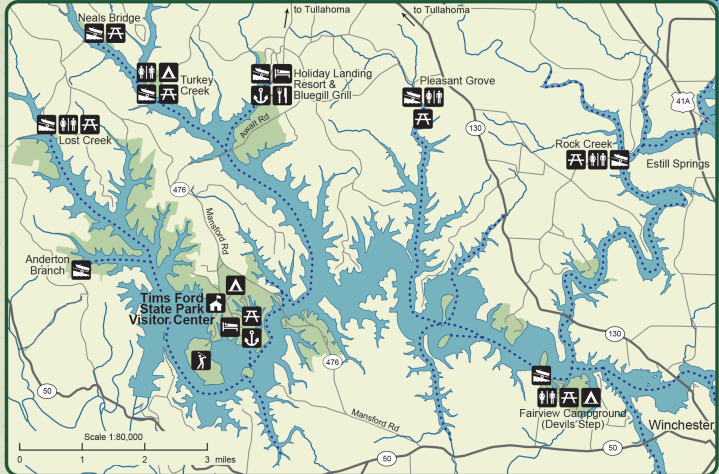 to Tullahoma
to Tullahoma
Neals Bridge
Turkey
Creek
Holiday Landing
Resort &
Bluegill Grill
Pleasant Grove
41A
Awalt Rd
130
Lost Creek
Rock Creek
Estill Springs
476
Mansford Rd
Anderton
Branch
Tims Ford
State Park
Visitor Center
130
476
50
Mansford Rd
Fairview Campground
(Devils Step)
Winchester
Scale 1:80,000
0 1 2 3 miles
50
50